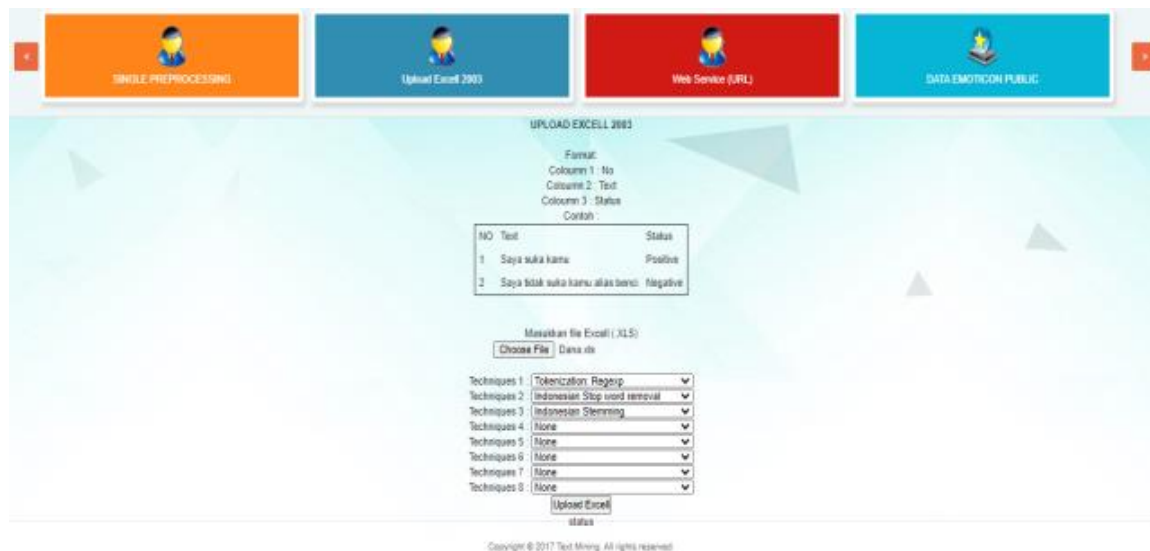 SINGLE PREPROCESSING
Upload Excell 2003
Web Service (URL)
DATA EMOTICON PUBLIC
UPLOAD EXCELL 2003
Format:
Coloumn 1 : No
Coloumn 2 : Text
Coloumn 3 : Status
Contoh :
NO Text Status
1 Saya suka kamu Positive
2 Saya tidak suka kamu alias benci Negative
Masukkan file Excell (.XLS)
Choose File Dana.xls
Techniques 1 : Tokenization: Regexp
Techniques 2 : Indonesian Stop word removal
Techniques 3 : Indonesian Stemming
Techniques 4 : None
Techniques 5 : None
Techniques 6 : None
Techniques 7 : None
Techniques 8 : None
Upload Excell
status
Copyright © 2017 Text Mining. All rights reserved